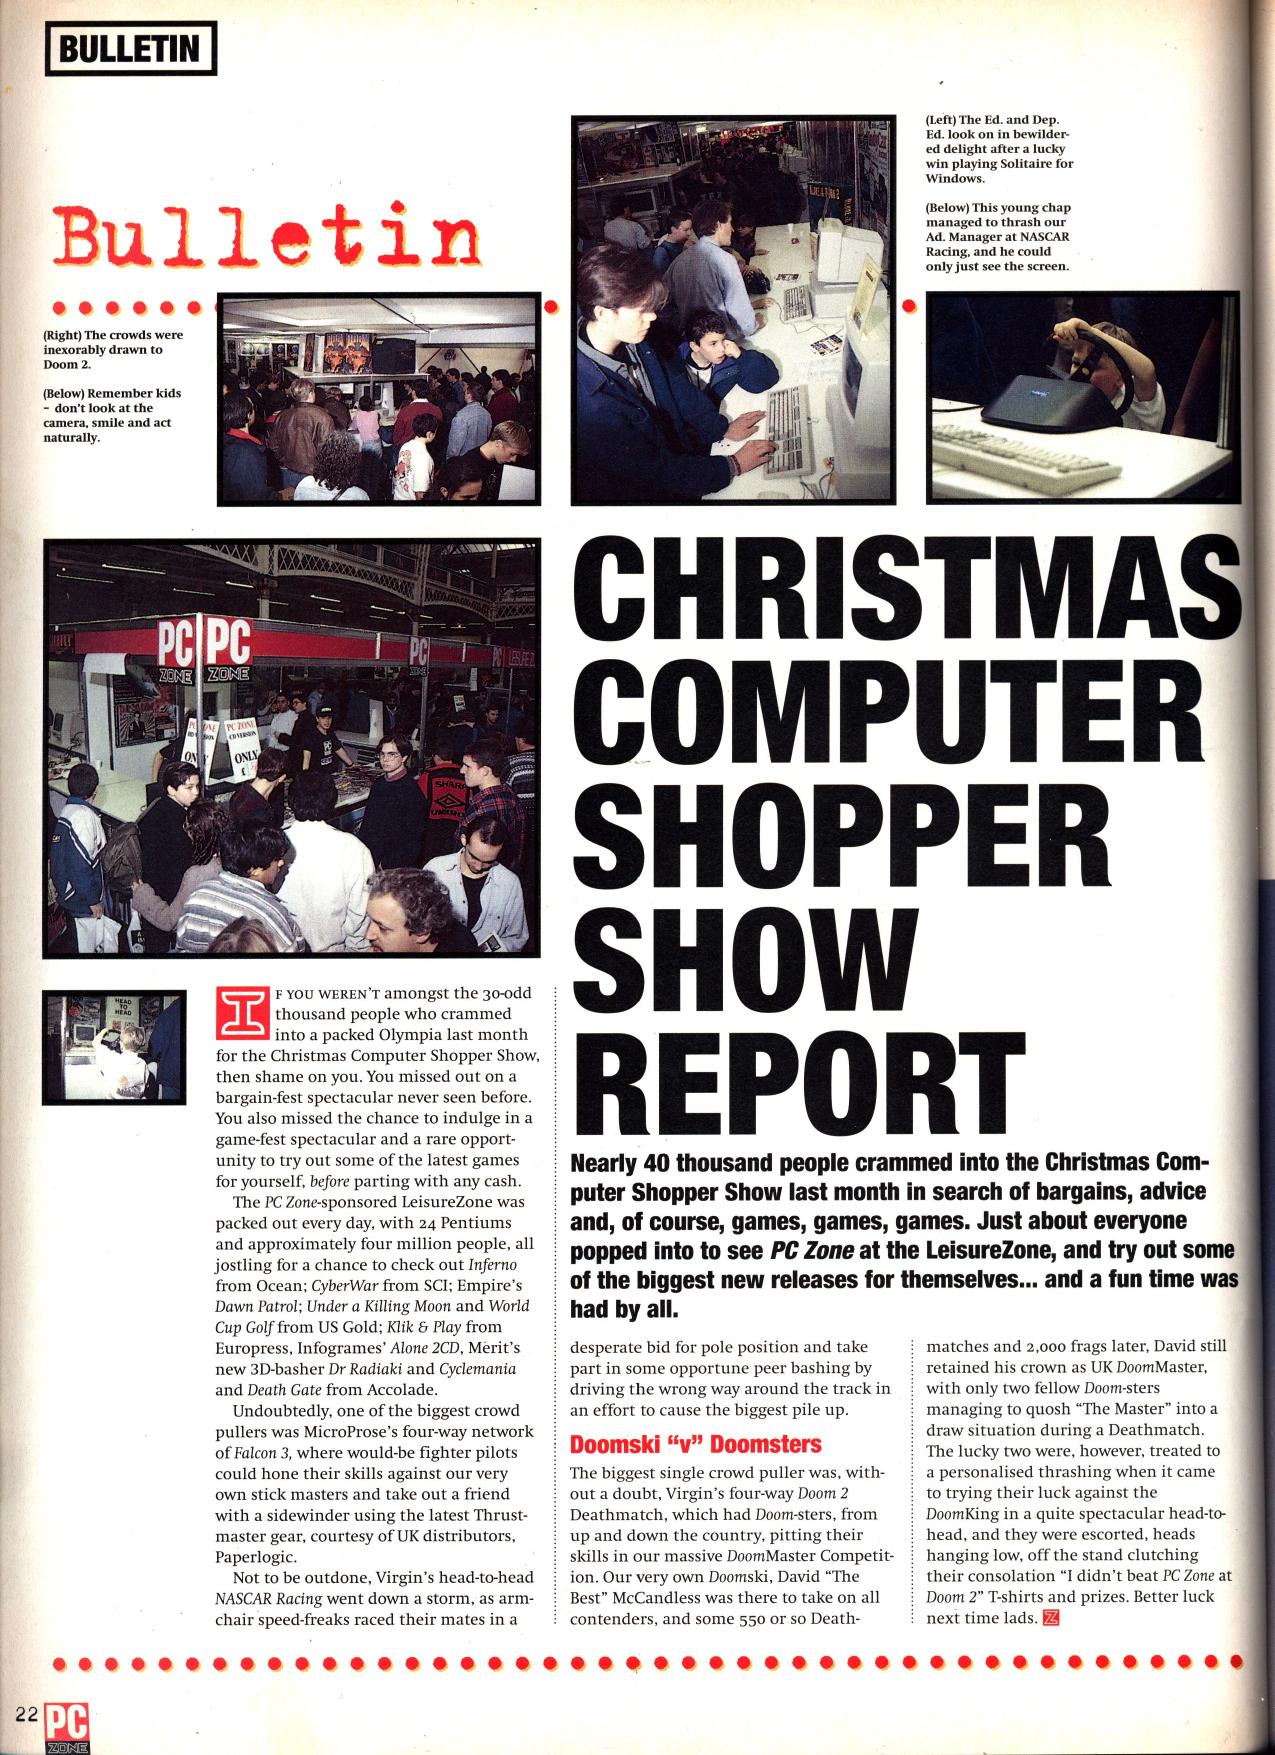 BULLETIN
Bulletin
(Left) The Ed. and Dep.
Ed. look on in bewilder-
ed delight after a lucky
win playing Solitaire for
Windows.
(Below) This young chap
managed to thrash our
Ad. Manager at NASCAR
Racing, and he could
only just see the screen.
(Right) The crowds were
inexorably drawn to
Doom 2.
(Below) Remember kids
– don't look at the
camera, smile and act
naturally.
PC PC
ZONE ZONE
PC
ZONE
PC ZONE
CD VERSION
ONLY
£
SHARP
UMBRO
HEAD
TO
HEAD
CHRISTMAS
COMPUTER
SHOPPER
SHOW
REPORT
Nearly 40 thousand people crammed into the Christmas Com-
puter Shopper Show last month in search of bargains, advice
and, of course, games, games, games. Just about everyone
popped into to see PC Zone at the LeisureZone, and try out some
of the biggest new releases for themselves... and a fun time was
had by all.
IF YOU WEREN'T amongst the 30-odd
thousand people who crammed
into a packed Olympia last month
for the Christmas Computer Shopper Show,
then shame on you. You missed out on a
bargain-fest spectacular never seen before.
You also missed the chance to indulge in a
game-fest spectacular and a rare opport-
unity to try out some of the latest games
for yourself, before parting with any cash.
The PC Zone-sponsored LeisureZone was
packed out every day, with 24 Pentiums
and approximately four million people, all
jostling for a chance to check out Inferno
from Ocean; CyberWar from SCI; Empire's
Dawn Patrol; Under a Killing Moon and World
Cup Golf from US Gold; Klik & Play from
Europress, Infogrames' Alone 2CD, Merit's
new 3D-basher Dr Radiaki and Cyclemania
and Death Gate from Accolade.
Undoubtedly, one of the biggest crowd
pullers was MicroProse's four-way network
of Falcon 3, where would-be fighter pilots
could hone their skills against our very
own stick masters and take out a friend
with a sidewinder using the latest Thrust-
master gear, courtesy of UK distributors,
Paperlogic.
Not to be outdone, Virgin's head-to-head
NASCAR Racing went down a storm, as arm-
chair speed-freaks raced their mates in a
desperate bid for pole position and take
part in some opportune peer bashing by
driving the wrong way around the track in
an effort to cause the biggest pile up.
Doomski "v" Doomsters
The biggest single crowd puller was, with-
out a doubt, Virgin's four-way Doom 2
Deathmatch, which had Doom-sters, from
up and down the country, pitting their
skills in our massive DoomMaster Competit-
ion. Our very own Doomski, David "The
Best" McCandless was there to take on all
contenders, and some 550 or so Death-
matches and 2,000 frags later, David still
retained his crown as UK DoomMaster,
with only two fellow Doom-sters
managing to quosh "The Master" into a
draw situation during a Deathmatch.
The lucky two were, however, treated to
a personalised thrashing when it came
to trying their luck against the
DoomKing in a quite spectacular head-to-
head, and they were escorted, heads
hanging low, off the stand clutching
their consolation "I didn't beat PC Zone at
Doom 2" T-shirts and prizes. Better luck
next time lads. Z
22
PC
ZONE